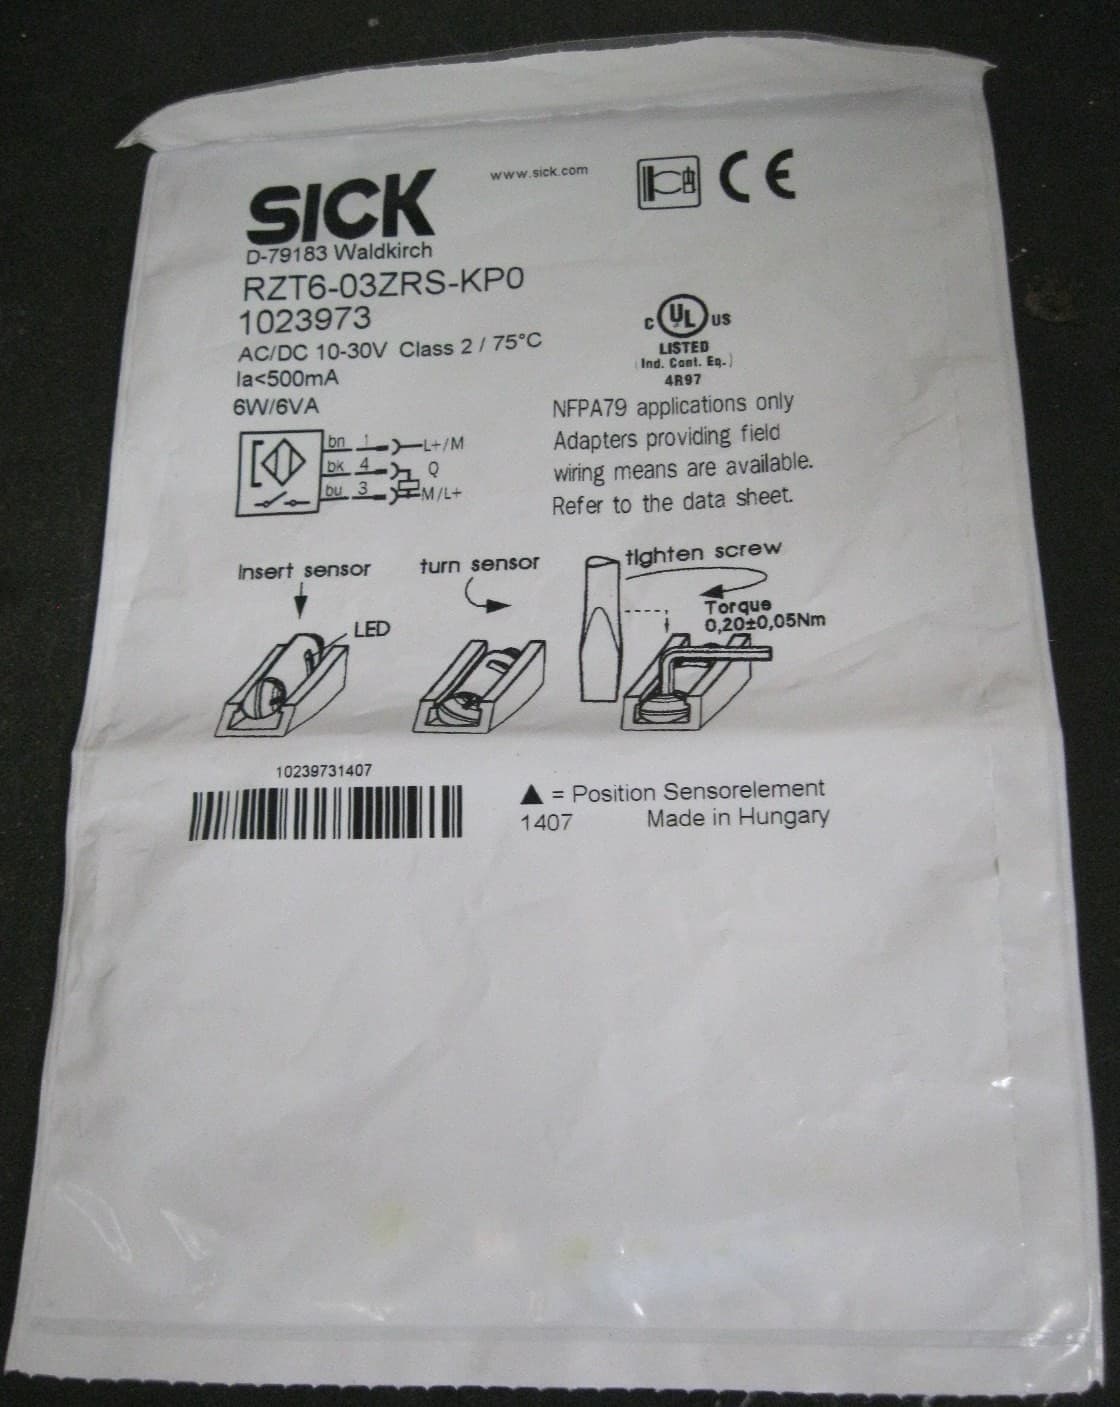 SICK
www.sick.com
CE
D-79183 Waldkirch
RZT6-03ZRS-KP0
1023973
AC/DC 10-30V Class 2 / 75°C
Ia<500mA
6W/6VA
C UL US
LISTED
(Ind. Cont. Eq.)
4R97
NFPA79 applications only
Adapters providing field
wiring means are available.
Refer to the data sheet.
bn 1 L+/M
bk 4 Q
bu 3 M/L+
Insert sensor
turn sensor
tighten screw
LED
Torque
0,20±0,05Nm
10239731407
▲ = Position Sensorelement
1407 Made in Hungary